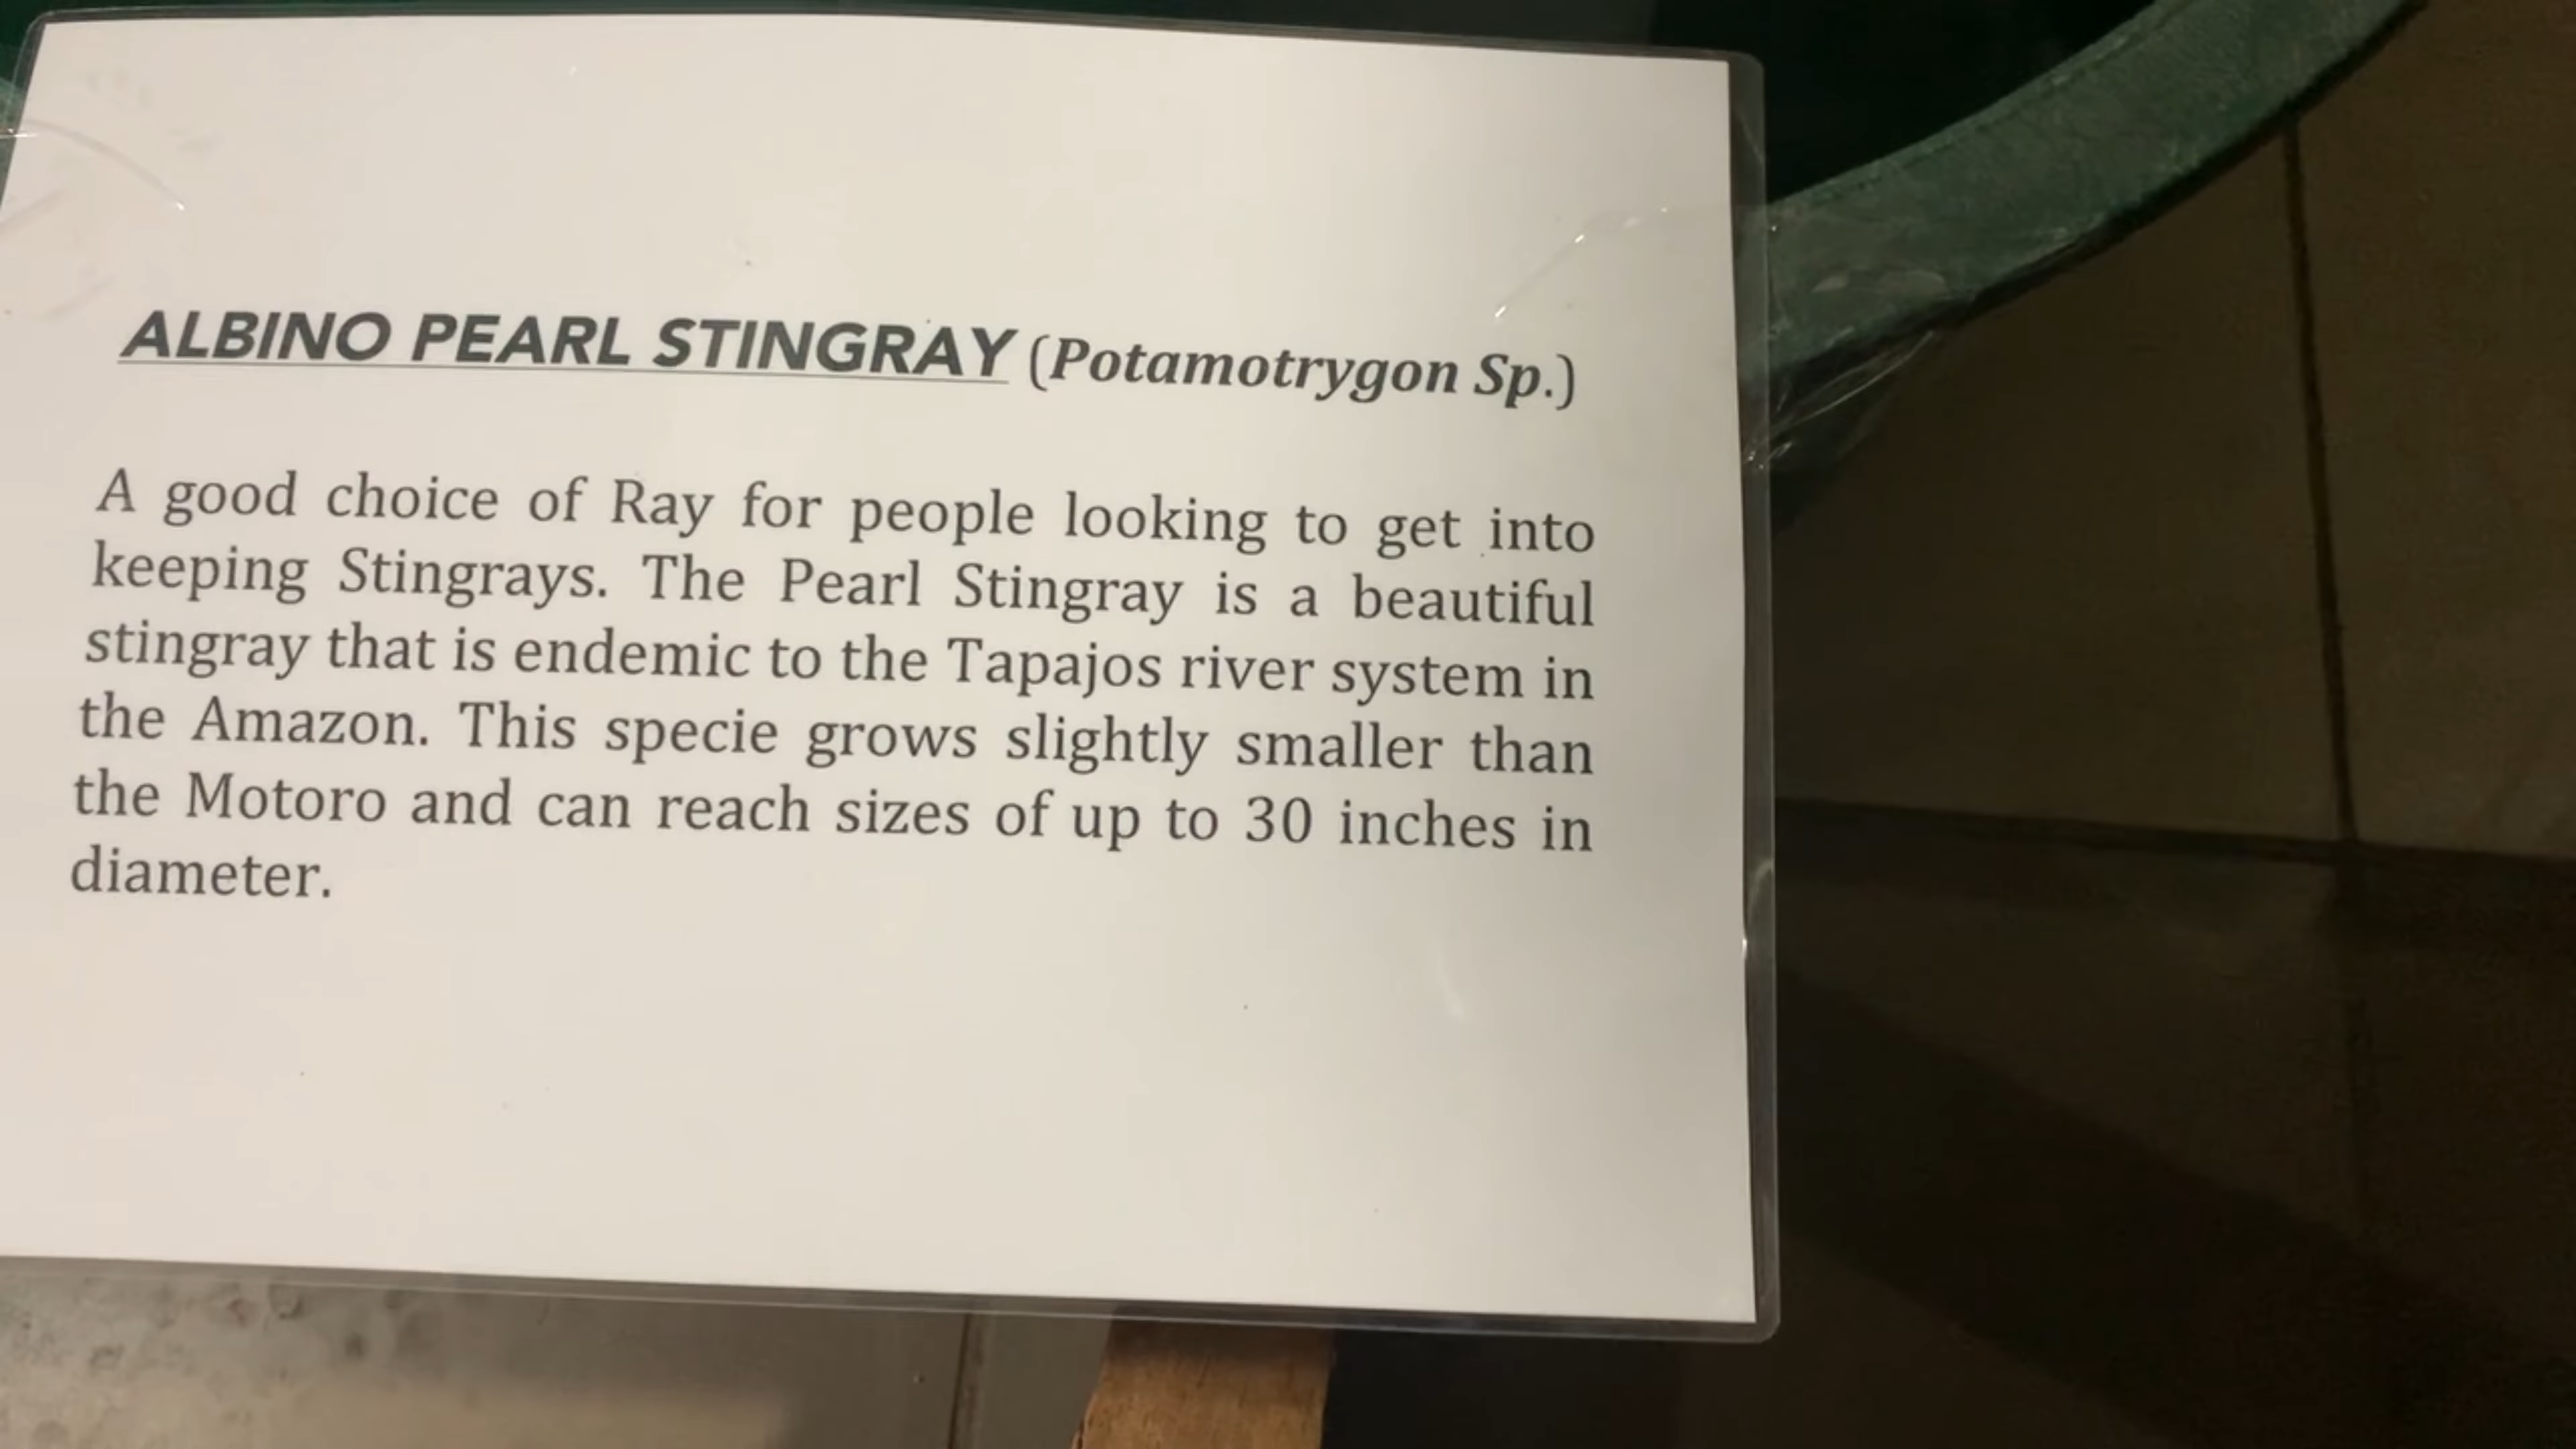 ALBINO PEARL STINGRAY (Potamotrygon Sp.)
A good choice of Ray for people looking to get into
keeping Stingrays. The Pearl Stingray is a beautiful
stingray that is endemic to the Tapajos river system in
the Amazon. This specie grows slightly smaller than
the Motoro and can reach sizes of up to 30 inches in
diameter.